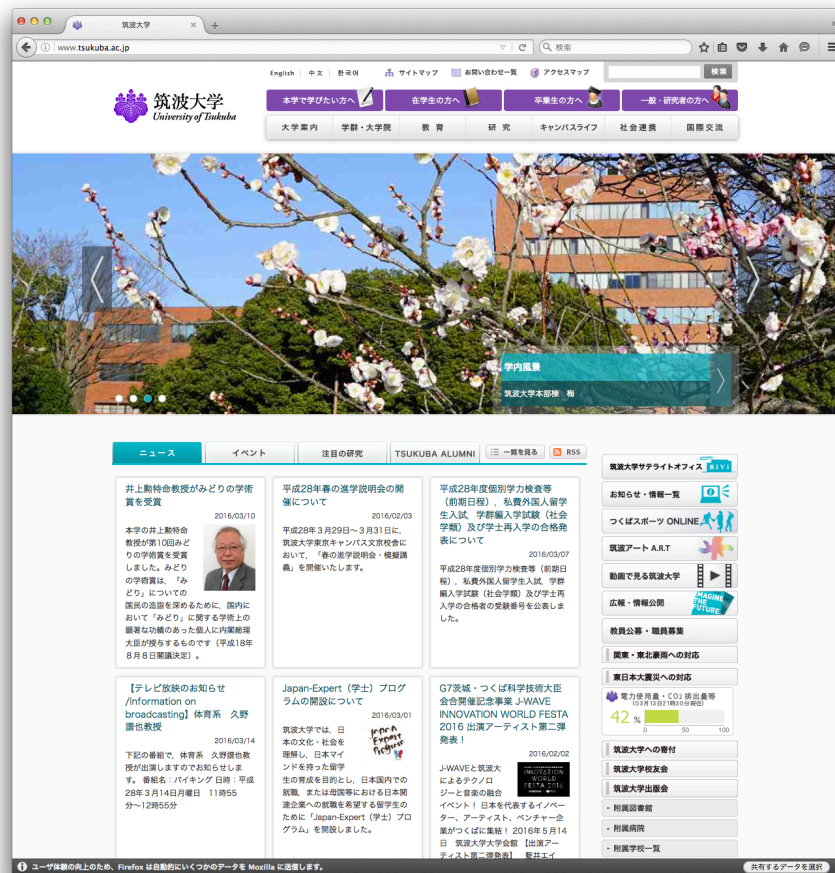 筑波大学
www.tsukuba.ac.jp
検索
English 中文 한국어 サイトマップ お問い合わせ一覧 アクセスマップ 検索
筑波大学
University of Tsukuba
本学で学びたい方へ 在学生の方へ 卒業生の方へ 一般・研究者の方へ
大学案内 学群・大学院 教育 研究 キャンパスライフ 社会連携 国際交流
学内風景
筑波大学本部棟 梅
ニュース イベント 注目の研究 TSUKUBA ALUMNI 一覧を見る RSS
井上勲特命教授がみどりの学術
賞を受賞
2016/03/10
本学の井上勲特命
教授が第10回みど
りの学術賞を受賞
しました。みどり
の学術賞は、「み
どり」についての
国民の造詣を深めるために、国内に
おいて「みどり」に関する学術上の
顕著な功績のあった個人に内閣総理
大臣が授与するものです（平成18年
8月8日閣議決定）。
平成28年春の進学説明会の開
催について
2016/02/03
平成28年3月29日～3月31日に、
筑波大学東京キャンパス文京校舎に
おいて、「春の進学説明会・模擬講
義」を開催いたします。
平成28年度個別学力検査等
（前期日程）、私費外国人留学
生入試、学群編入学試験（社会
学類）及び学士再入学の合格発
表について
2016/03/07
平成28年度個別学力検査等（前期日
程）、私費外国人留学生入試、学群
編入学試験（社会学類）及び学士再
入学の合格者の受験番号を公表しま
した。
【テレビ放映のお知らせ
/Information on
broadcasting】体育系 久野
譜也教授
2016/03/14
下記の番組で、体育系 久野譜也教
授が出演しますのでお知らせしま
す。 番組名：バイキング 日時：平成
28年3月14日月曜日 11時55
分～12時55分
Japan-Expert（学士）プログ
ラムの開設について
2016/03/01
Japan
Expert
Program
筑波大学では、日
本の文化・社会を
理解し、日本マイ
ンドを持った留学
生の育成を目的とし、日本国内での
就職、または母国等における日本関
連企業への就職を希望する留学生の
ために「Japan-Expert（学士）プロ
グラム」を開設しました。
G7茨城・つくば科学技術大臣
会合開催記念事業 J-WAVE
INNOVATION WORLD FESTA
2016 出演アーティスト第二弾
発表！
2016/02/02
INNOVATION
WORLD
FESTA 2016
J-WAVEと筑波大
によるテクノロ
ジーと音楽の融合
イベント！ 日本を代表するイノベー
ター、アーティスト、ベンチャー企
業がつくばに集結！ 2016年5月14
日 筑波大学大学会館 【出演アー
ティスト第二弾発表】 藍井エイ
筑波大学サテライトオフィス BiVi
お知らせ・情報一覧
つくばスポーツ ONLINE
筑波アート A.R.T
動画で見る筑波大学
広報・情報公開 IMAGINE THE FUTURE
教員公募・職員募集
関東・東北豪雨への対応
東日本大震災への対応
電力使用量・CO2 排出量等
(03月13日21時30分現在)
42 %
0 50 100
筑波大学への寄付
筑波大学校友会
筑波大学出版会
附属図書館
附属病院
附属学校一覧
ユーザ体験の向上のため、Firefox は自動的にいくつかのデータを Mozilla に送信します。 共有するデータを選択